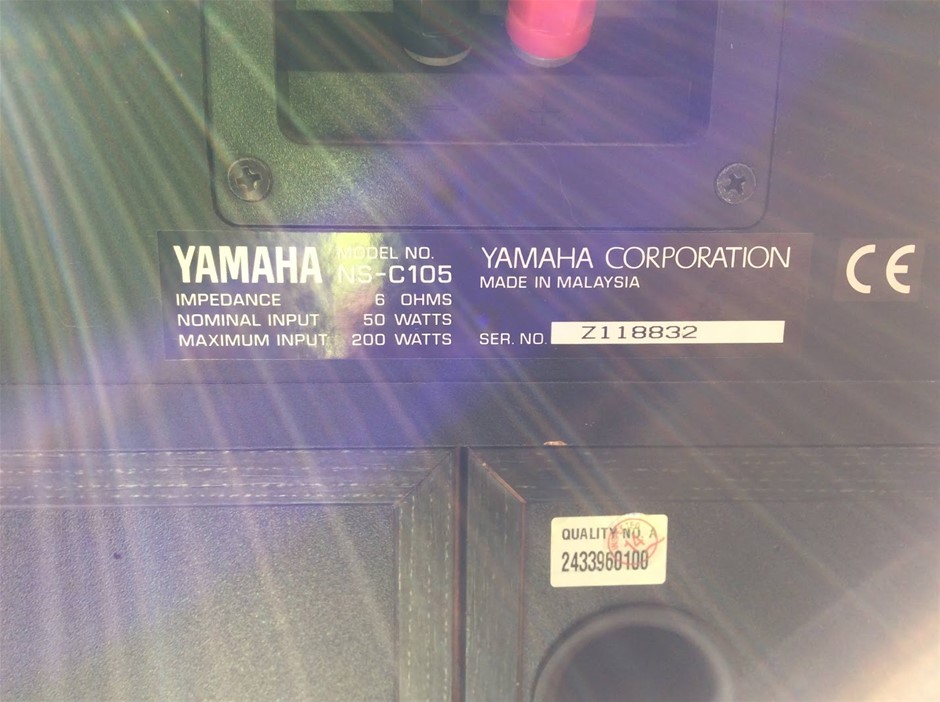 YAMAHA
MODEL NO.
NS-C105
IMPEDANCE 6 OHMS
NOMINAL INPUT 50 WATTS
MAXIMUM INPUT 200 WATTS
YAMAHA CORPORATION
MADE IN MALAYSIA
SER. NO. Z118832
CE
QUALITY NO. A
2433960100